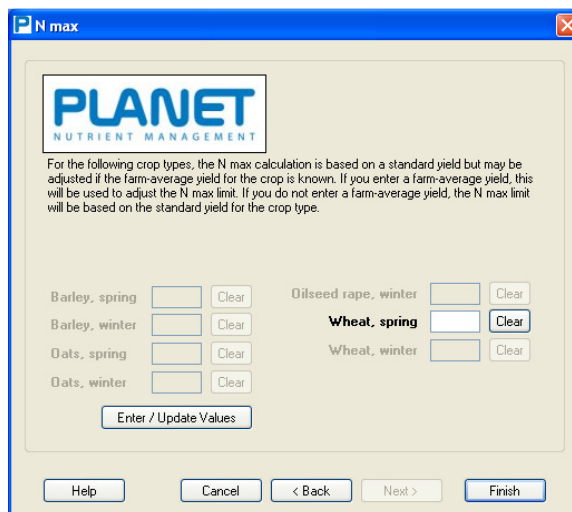 N max
PLANET
NUTRIENT MANAGEMENT
For the following crop types, the N max calculation is based on a standard yield but may be
adjusted if the farm-average yield for the crop is known. If you enter a farm-average yield, this
will be used to adjust the N max limit. If you do not enter a farm-average yield, the N max limit
will be based on the standard yield for the crop type.
Barley, spring Clear Oilseed rape, winter Clear
Barley, winter Clear Wheat, spring Clear
Oats, spring Clear Wheat, winter Clear
Oats, winter Clear
Enter / Update Values
Help Cancel < Back Next > Finish